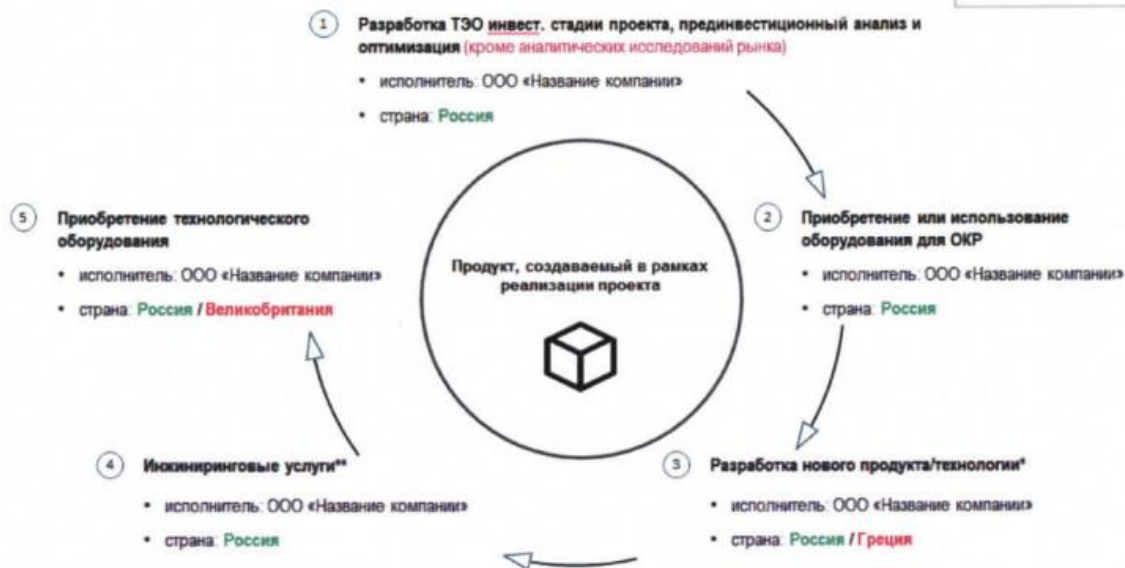 1
Разработка ТЭО инвест. стадии проекта, прединвестиционный анализ и
оптимизация (кроме аналитических исследований рынка)
• исполнитель: ООО «Название компании»
• страна: Россия
2
Приобретение или использование
оборудования для ОКР
• исполнитель: ООО «Название компании»
• страна: Россия
3
Разработка нового продукта/технологии*
• исполнитель: ООО «Название компании»
• страна: Россия / Греция
4
Инжиниринговые услуги**
• исполнитель: ООО «Название компании»
• страна: Россия
5
Приобретение технологического
оборудования
• исполнитель: ООО «Название компании»
• страна: Россия / Великобритания
Продукт, создаваемый в рамках
реализации проекта